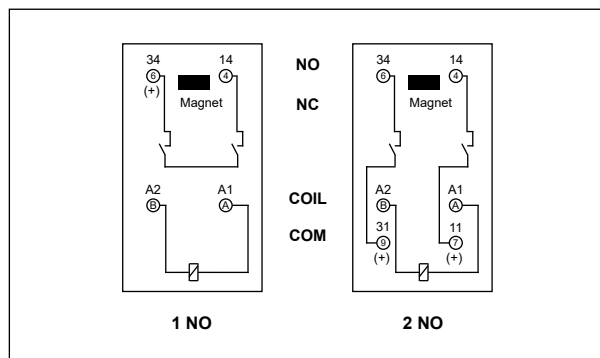 34 14
6 4
(+) Magnet
A2 A1
B A
1 NO
NO
NC
COIL
COM
34 14
6 4
Magnet
A2 A1
B A
31 11
9 7
(+) (+)
2 NO